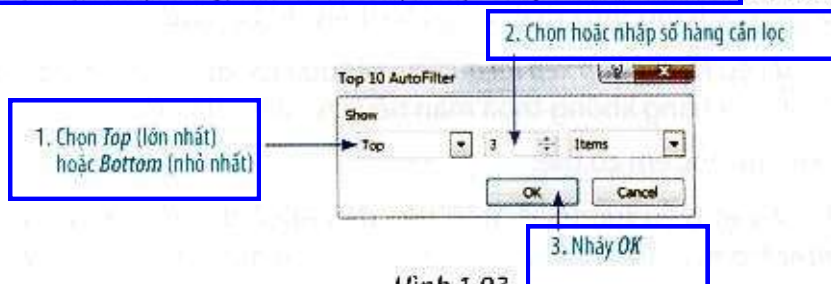 2. Chọn hoặc nhập số hàng cần lọc
Top 10 AutoFilter
Show
1. Chọn Top (lớn nhất)
hoặc Bottom (nhỏ nhất)
Top 3 Items
OK Cancel
3. Nháy OK